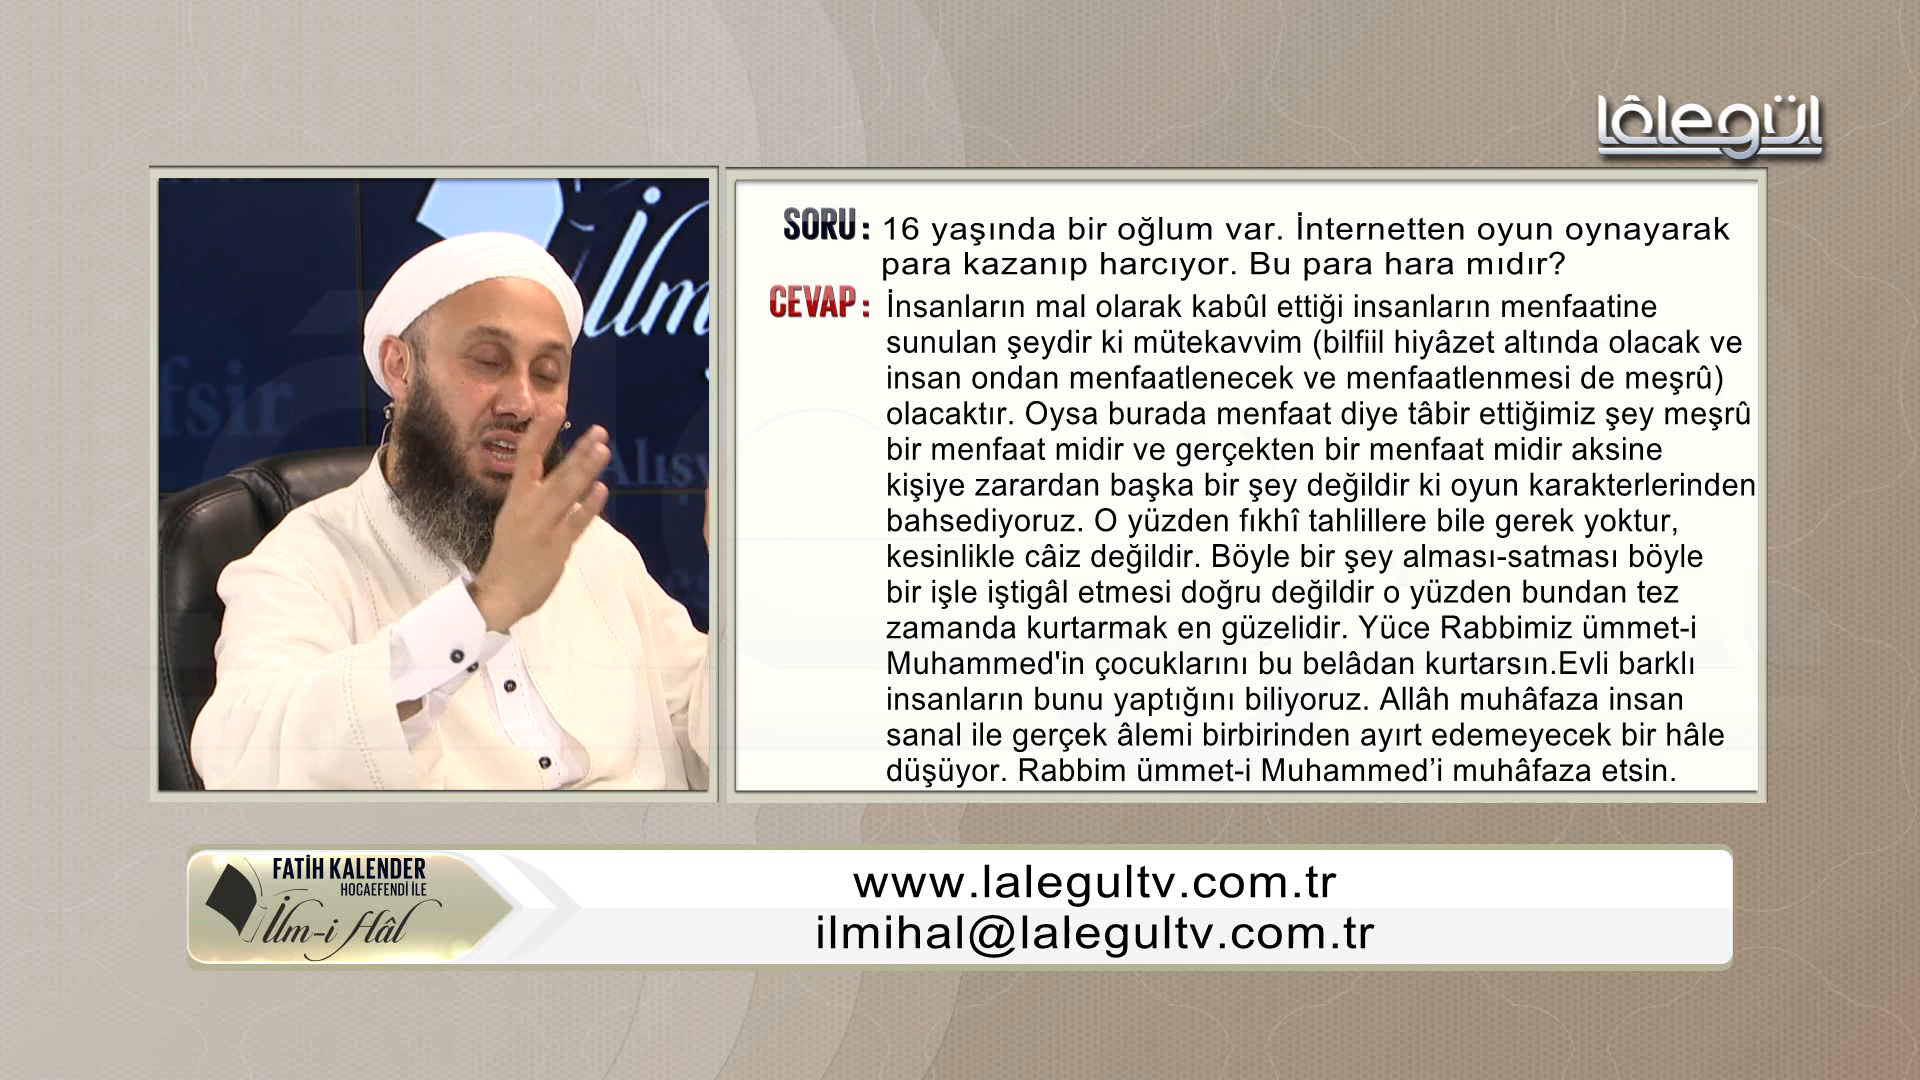 lâlegül
SORU: 16 yaşında bir oğlum var. İnternetten oyun oynayarak
para kazanıp harcıyor. Bu para hara mıdır?
CEVAP: İnsanların mal olarak kabûl ettiği insanların menfaatine
sunulan şeydir ki mütekavvim (bilfiil hiyâzet altında olacak ve
insan ondan menfaatlenecek ve menfaatlenmesi de meşrû)
olacaktır. Oysa burada menfaat diye tâbir ettiğimiz şey meşrû
bir menfaat midir ve gerçekten bir menfaat midir aksine
kişiye zarardan başka bir şey değildir ki oyun karakterlerinden
bahsediyoruz. O yüzden fıkhî tahlillere bile gerek yoktur,
kesinlikle câiz değildir. Böyle bir şey alması-satması böyle
bir işle iştigâl etmesi doğru değildir o yüzden bundan tez
zamanda kurtarmak en güzelidir. Yüce Rabbimiz ümmet-i
Muhammed'in çocuklarını bu belâdan kurtarsın.Evli barklı
insanların bunu yaptığını biliyoruz. Allâh muhâfaza insan
sanal ile gerçek âlemi birbirinden ayırt edemeyecek bir hâle
düşüyor. Rabbim ümmet-i Muhammed’i muhâfaza etsin.
İlm
fsir
Alış
FATİH KALENDER
HOCAEFENDİ İLE
İlm-i Hâl
www.lalegultv.com.tr
ilmihal@lalegultv.com.tr